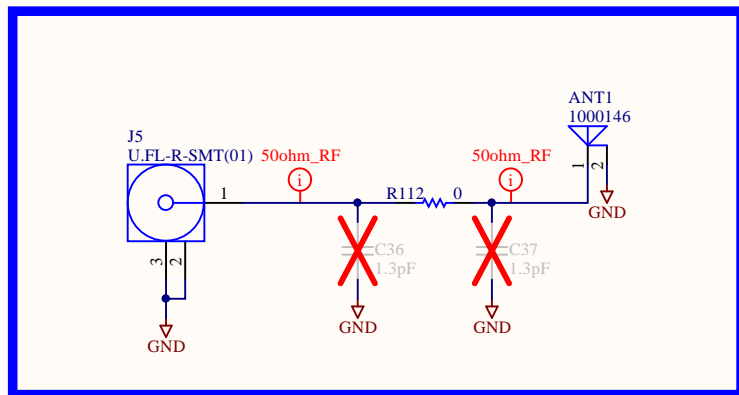 ANT1
1000146
J5
U.FL-R-SMT(01)
50ohm_RF
50ohm_RF
i
i
1
2
1
R112
0
GND
3
2
C36
1.3pF
C37
1.3pF
GND
GND
GND